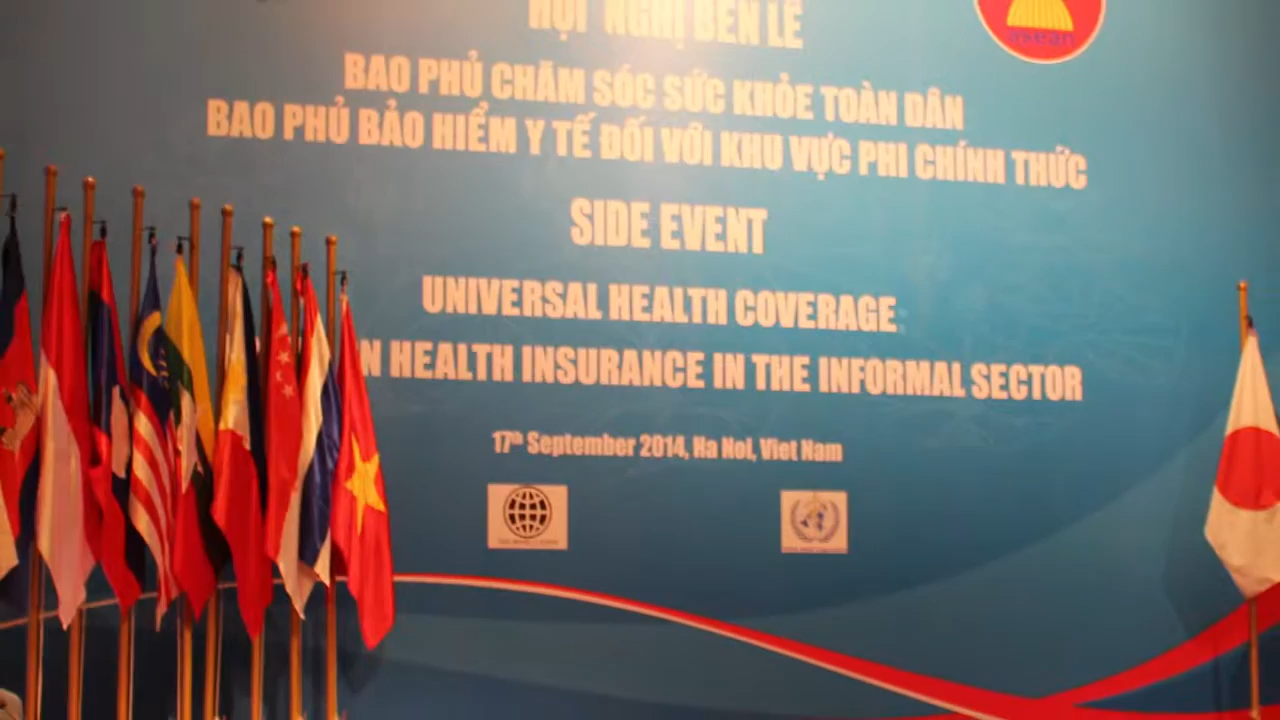 HỘI NGHỊ BÊN LỀ
asean
BAO PHỦ CHĂM SÓC SỨC KHỎE TOÀN DÂN
BAO PHỦ BẢO HIỂM Y TẾ ĐỐI VỚI KHU VỰC PHI CHÍNH THỨC
SIDE EVENT
UNIVERSAL HEALTH COVERAGE
N HEALTH INSURANCE IN THE INFORMAL SECTOR
17th September 2014, Ha Noi, Viet Nam